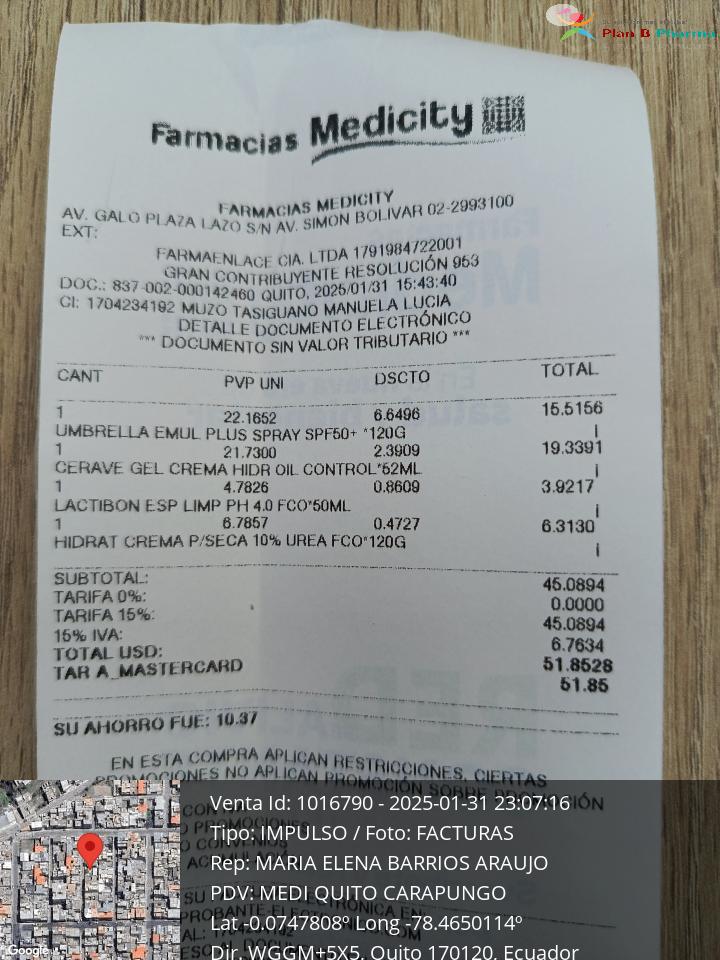 Plan B Pharma
Farmacias Medicity
FARMACIAS MEDICITY
AV. GALO PLAZA LAZO S/N AV. SIMON BOLIVAR 02-2993100
EXT:
FARMAENLACE CIA. LTDA 1791984722001
GRAN CONTRIBUYENTE RESOLUCIÓN 953
DOC.: 837-002-000142460 QUITO, 2025/01/31 15:43:40
CI: 1704234192 MUZO TASIGUANO MANUELA LUCIA
DETALLE DOCUMENTO ELECTRÓNICO
*** DOCUMENTO SIN VALOR TRIBUTARIO ***
CANT PVP UNI DSCTO TOTAL
1 22.1652 6.6496 15.5156
UMBRELLA EMUL PLUS SPRAY SPF50+ *120G i
1 21.7300 2.3909 19.3391
CERAVE GEL CREMA HIDR OIL CONTROL*52ML i
1 4.7826 0.8609 3.9217
LACTIBON ESP LIMP PH 4.0 FCO*50ML i
1 6.7857 0.4727 6.3130
HIDRAT CREMA P/SECA 10% UREA FCO*120G i
SUBTOTAL: 45.0894
TARIFA 0%: 0.0000
TARIFA 15%: 45.0894
15% IVA: 6.7634
TOTAL USD: 51.8528
TAR A_MASTERCARD 51.85
SU AHORRO FUE: 10.37
EN ESTA COMPRA APLICAN RESTRICCIONES, CIERTAS
PROMOCIONES NO APLICAN PROMOCIÓN SOBRE PROMOCIÓN
Venta Id: 1016790 - 2025-01-31 23:07:16
Tipo: IMPULSO / Foto: FACTURAS
Rep: MARIA ELENA BARRIOS ARAUJO
PDV: MEDI QUITO CARAPUNGO
Lat -0.0747808º Long -78.4650114º
Dir. WGGM+5X5, Quito 170120, Ecuador
Google